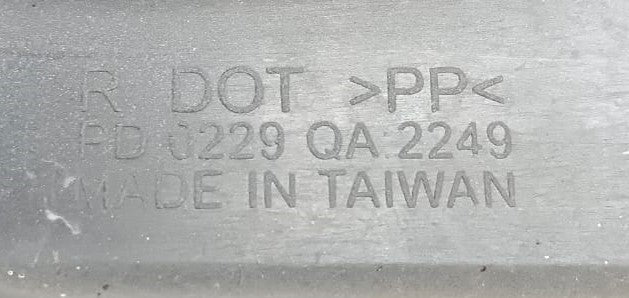 R DOT >PP<
PD 0229 QA:2249
MADE IN TAIWAN